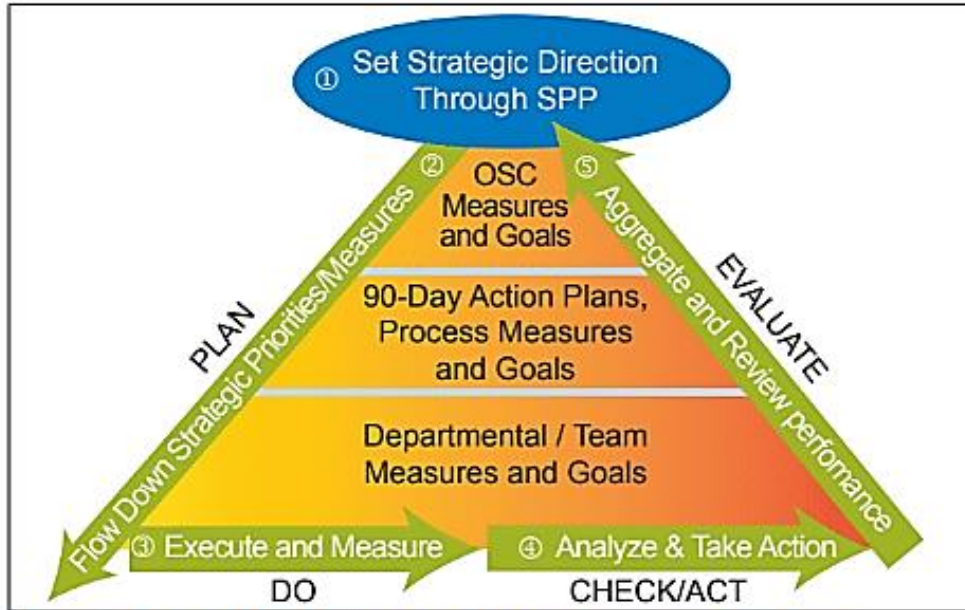 ① Set Strategic Direction
Through SPP
② Flow Down Strategic Priorities/Measures
PLAN
OSC
Measures
and Goals
90-Day Action Plans,
Process Measures
and Goals
Departmental / Team
Measures and Goals
③ Execute and Measure
DO
④ Analyze & Take Action
CHECK/ACT
⑤ Aggregate and Review perfomance
EVALUATE